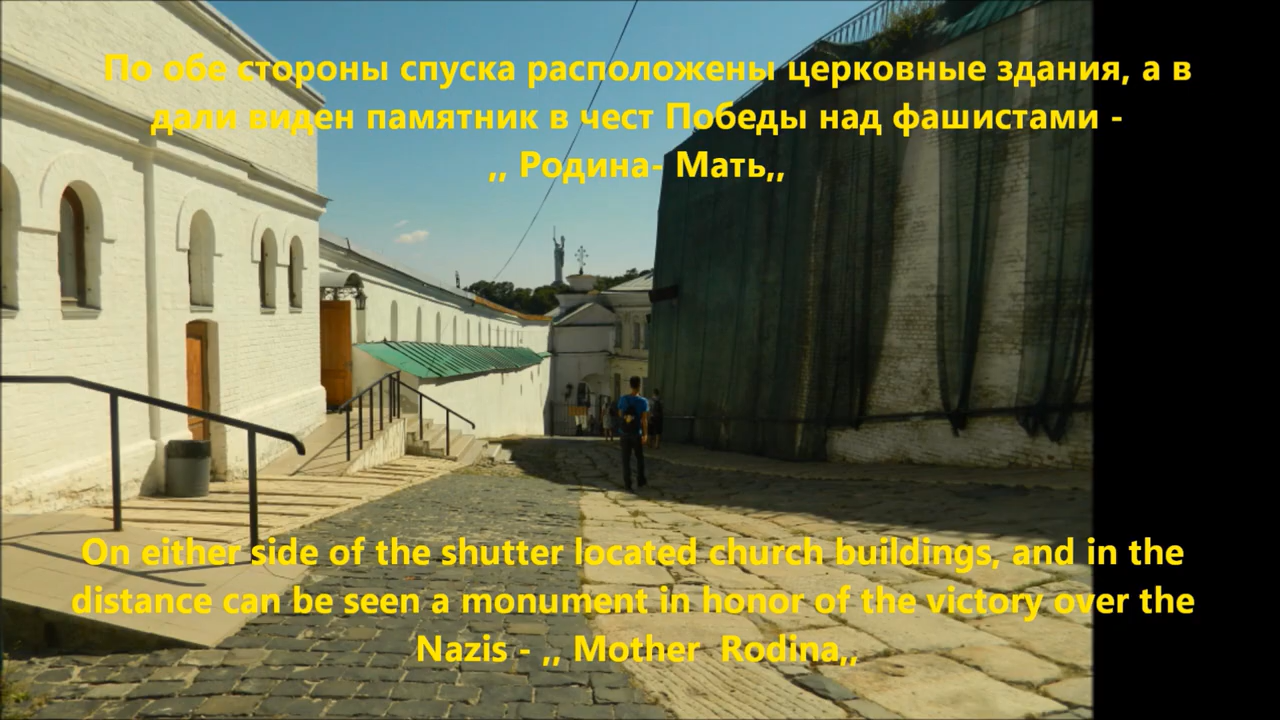 По обе стороны спуска расположены церковные здания, а в
дали виден памятник в чест Победы над фашистами -
,, Родина- Мать,,
On either side of the shutter located church buildings, and in the
distance can be seen a monument in honor of the victory over the
Nazis - ,, Mother  Rodina,,